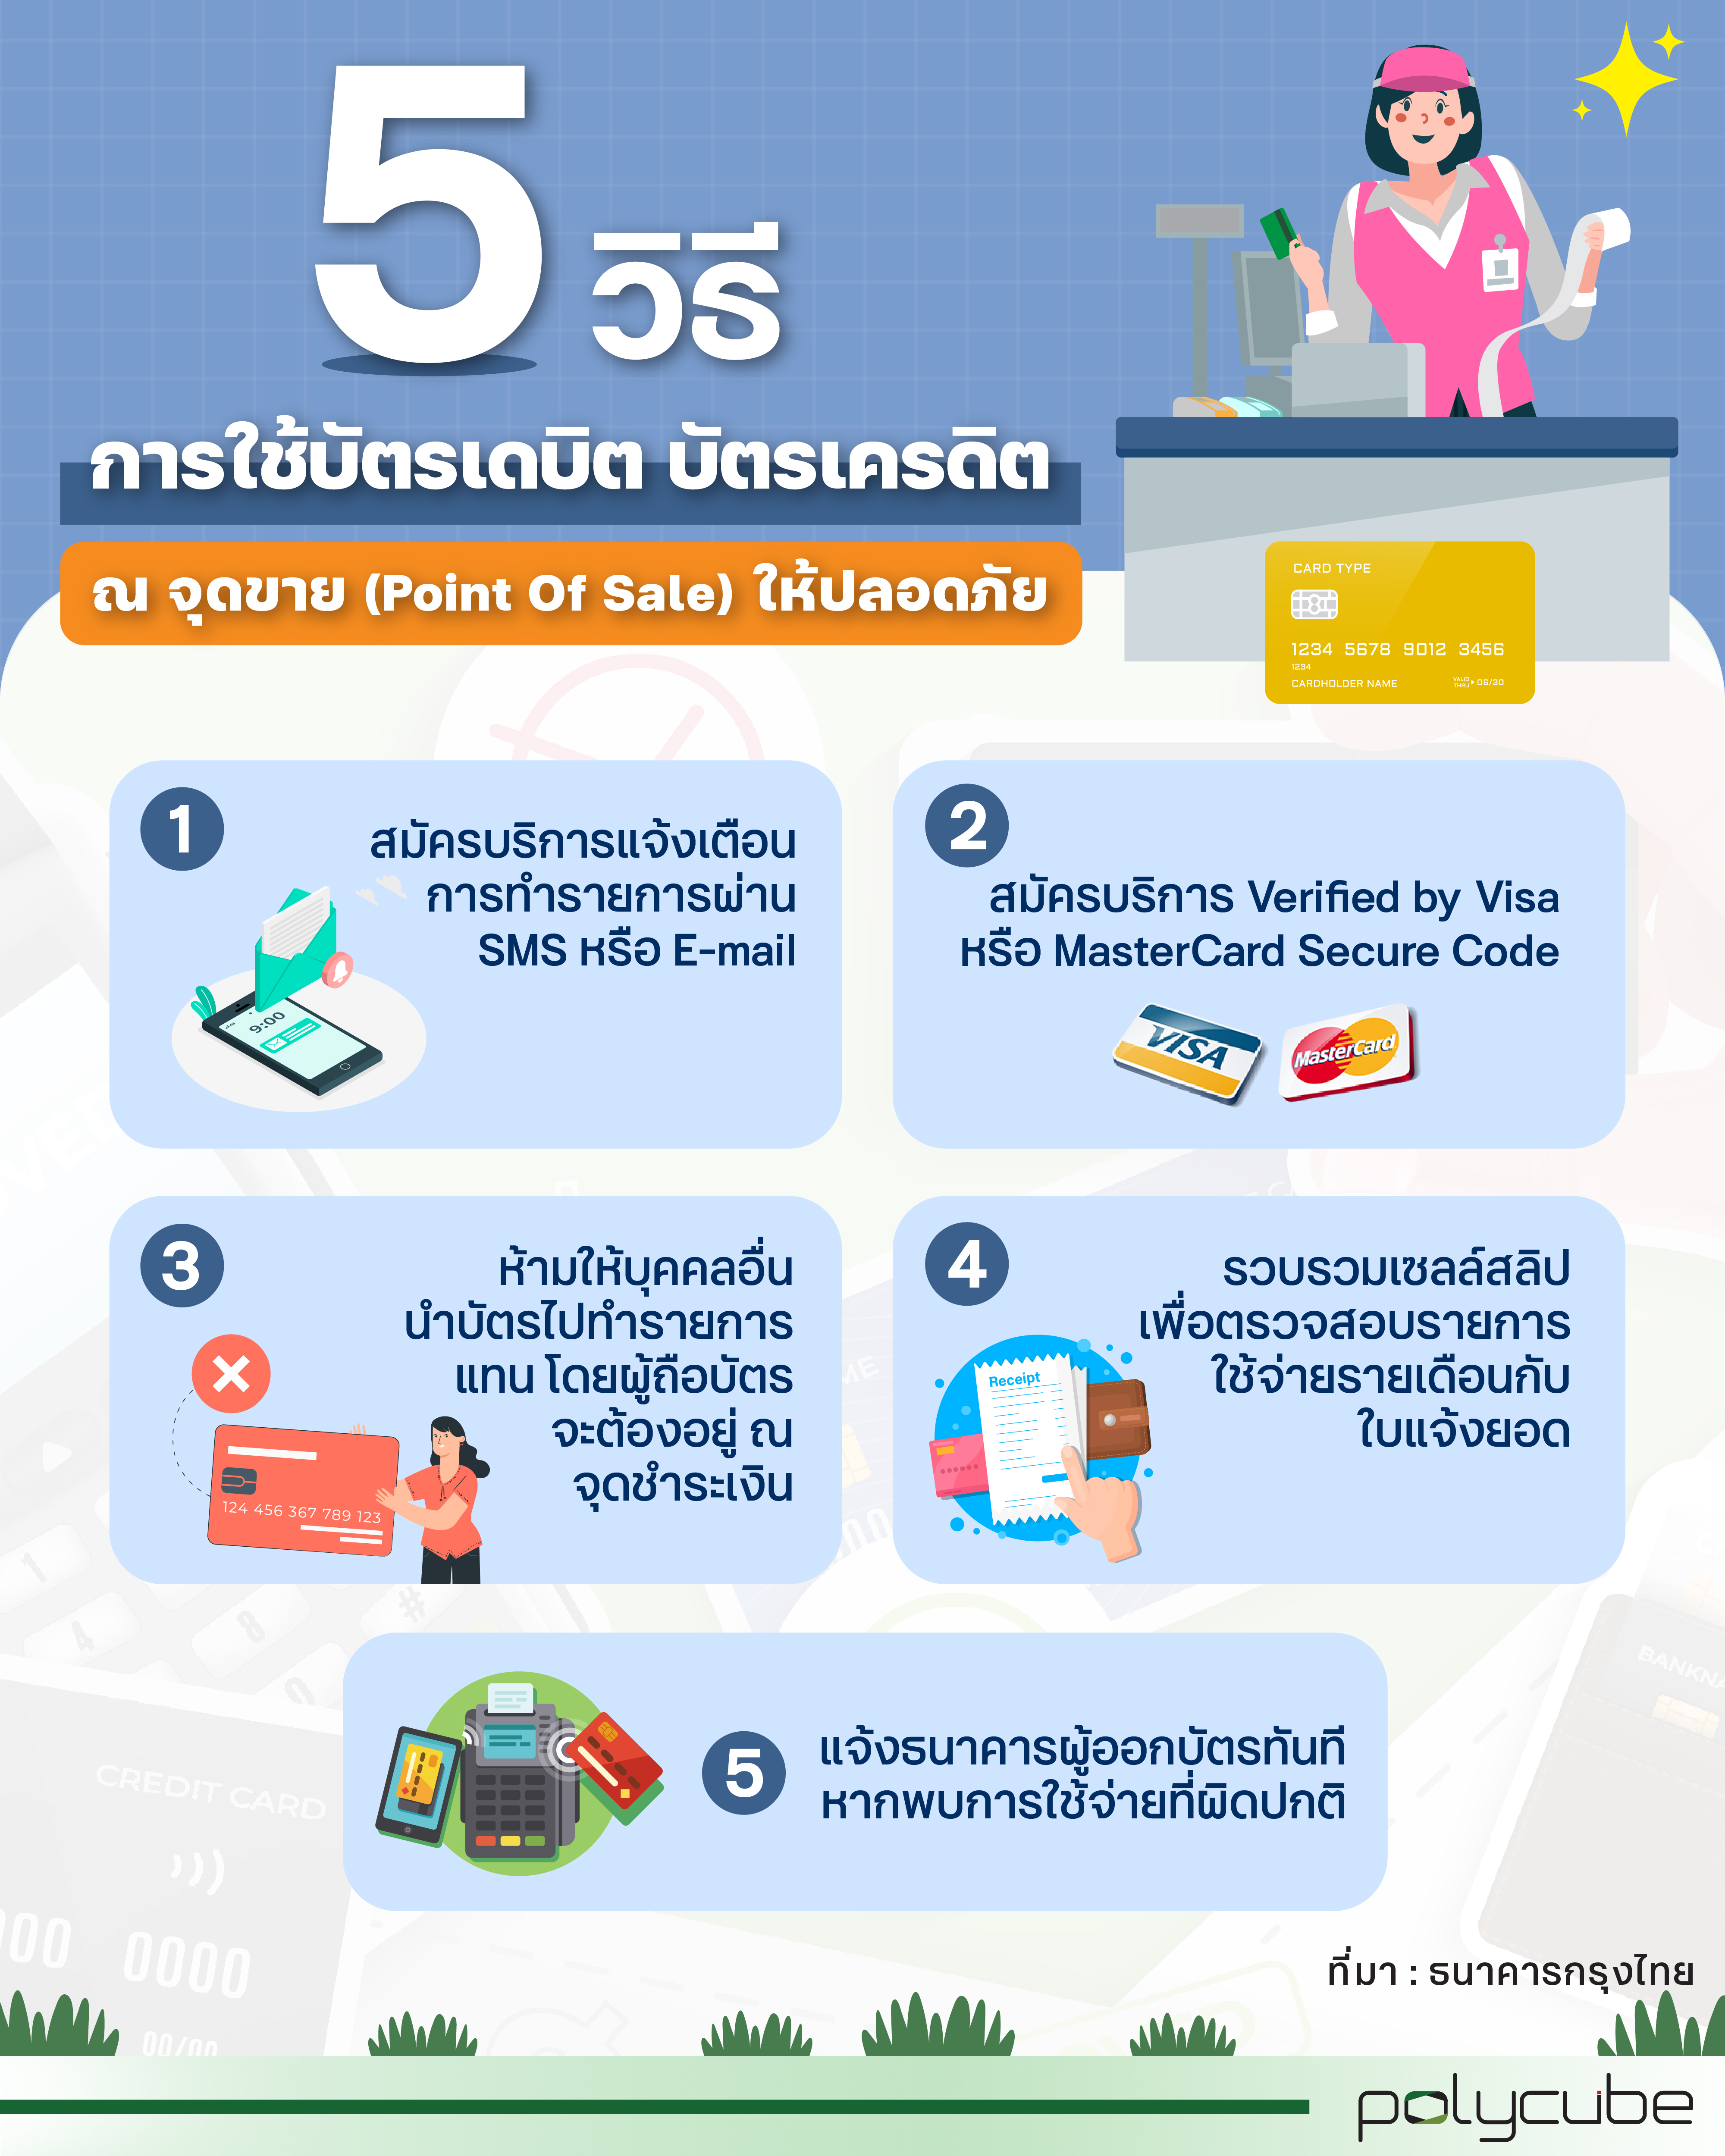 5 วิธี
การใช้บัตรเดบิต บัตรเครดิต
ณ จุดขาย (Point Of Sale) ให้ปลอดภัย
CARD TYPE
1234 5678 9012 3456
1234
CARDHOLDER NAME
VALID THRU 06/30
1
สมัครบริการแจ้งเตือน
การทำรายการผ่าน
SMS หรือ E-mail
9:00
2
สมัครบริการ Verified by Visa
หรือ MasterCard Secure Code
VISA
MasterCard
3
ห้ามให้บุคคลอื่น
นำบัตรไปทำรายการ
แทน โดยผู้ถือบัตร
จะต้องอยู่ ณ
จุดชำระเงิน
124 456 367 789 123
4
รวบรวมเซลล์สลิป
เพื่อตรวจสอบรายการ
ใช้จ่ายรายเดือนกับ
ใบแจ้งยอด
Receipt
5
แจ้งธนาคารผู้ออกบัตรทันที
หากพบการใช้จ่ายที่ผิดปกติ
CREDIT CARD
0000
00/00
ที่มา : ธนาคารกรุงไทย
polycube